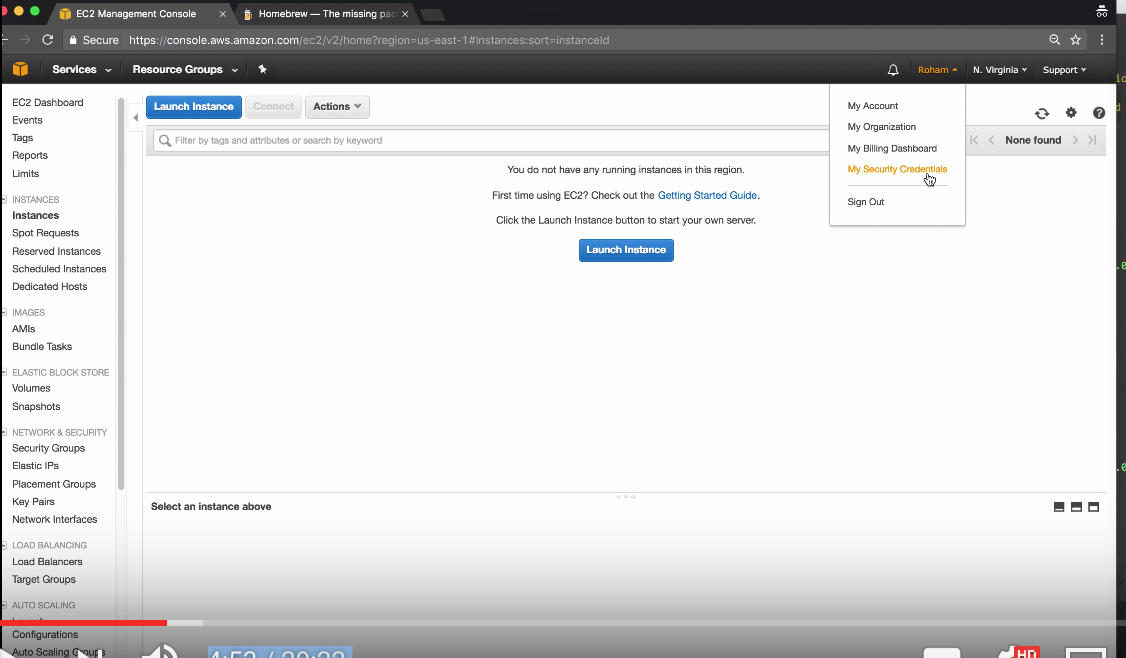 EC2 Management Console
Homebrew — The missing pac
Secure https://console.aws.amazon.com/ec2/v2/home?region=us-east-1#Instances:sort=instanceId
Services Resource Groups Roham N. Virginia Support
EC2 Dashboard
Events
Tags
Reports
Limits
INSTANCES
Instances
Spot Requests
Reserved Instances
Scheduled Instances
Dedicated Hosts
IMAGES
AMIs
Bundle Tasks
ELASTIC BLOCK STORE
Volumes
Snapshots
NETWORK & SECURITY
Security Groups
Elastic IPs
Placement Groups
Key Pairs
Network Interfaces
LOAD BALANCING
Load Balancers
Target Groups
AUTO SCALING
Configurations
Auto Scaling Groups
Launch Instance Connect Actions
Filter by tags and attributes or search by keyword
None found
You do not have any running instances in this region.
First time using EC2? Check out the Getting Started Guide.
Click the Launch Instance button to start your own server.
Launch Instance
My Account
My Organization
My Billing Dashboard
My Security Credentials
Sign Out
Select an instance above
HD